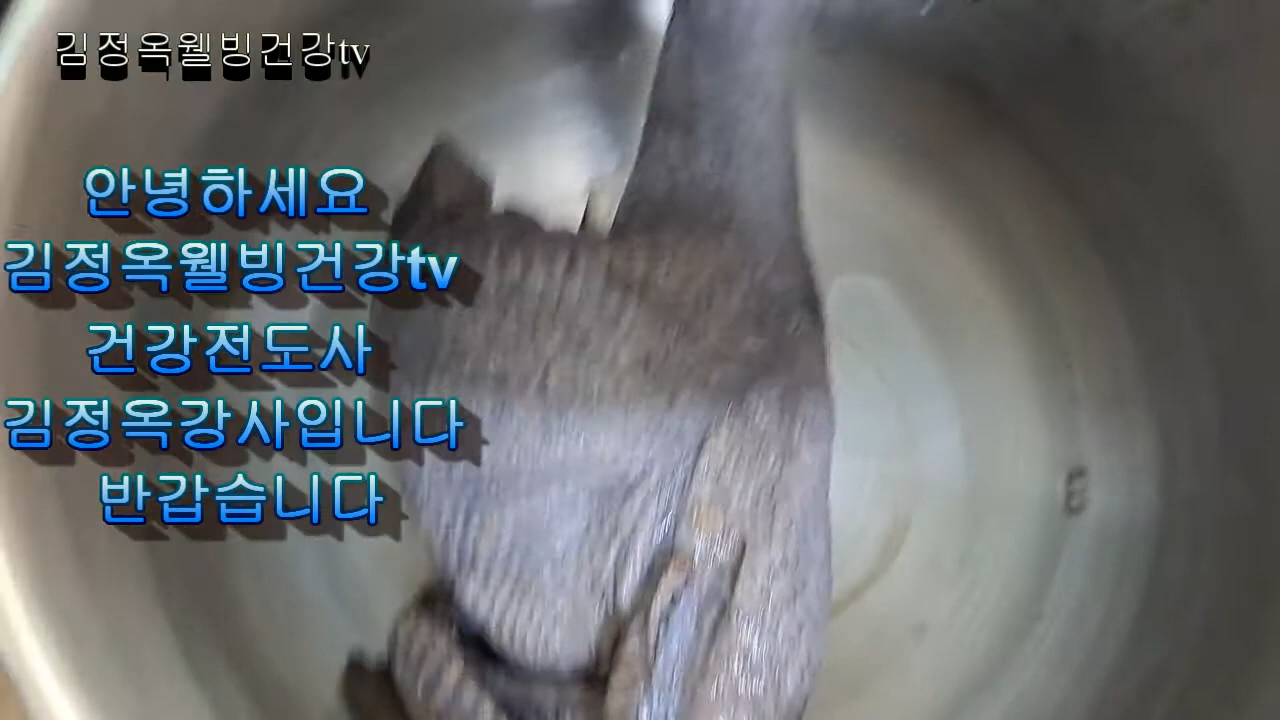 김정옥웰빙건강tv
안녕하세요
김정옥웰빙건강tv
건강전도사
김정옥강사입니다
반갑습니다